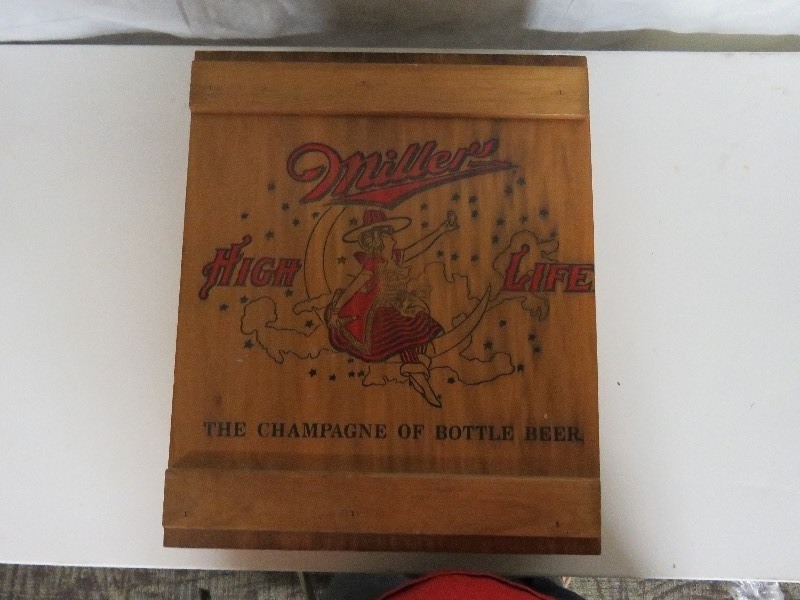 Miller
HIGH LIFE
THE CHAMPAGNE OF BOTTLE BEER